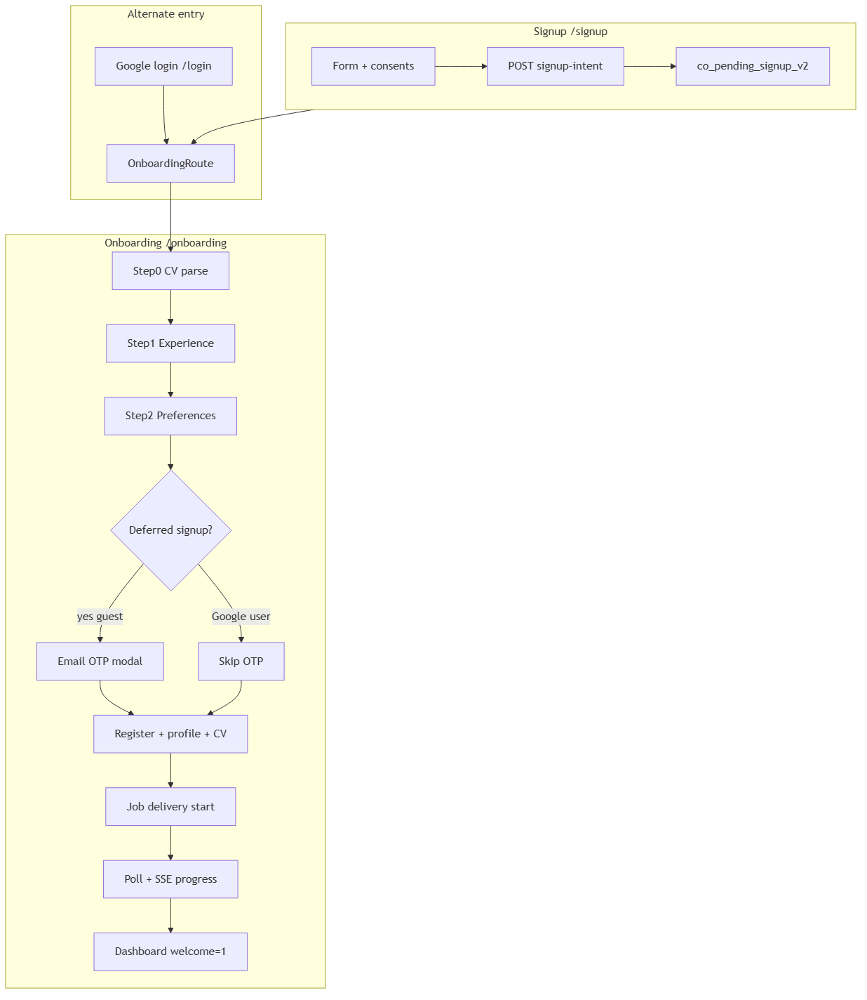 Alternate entry
Google login /login
OnboardingRoute
Signup /signup
Form + consents
POST signup-intent
co_pending_signup_v2
Onboarding /onboarding
Step0 CV parse
Step1 Experience
Step2 Preferences
Deferred signup?
yes guest
Google user
Email OTP modal
Skip OTP
Register + profile + CV
Job delivery start
Poll + SSE progress
Dashboard welcome=1